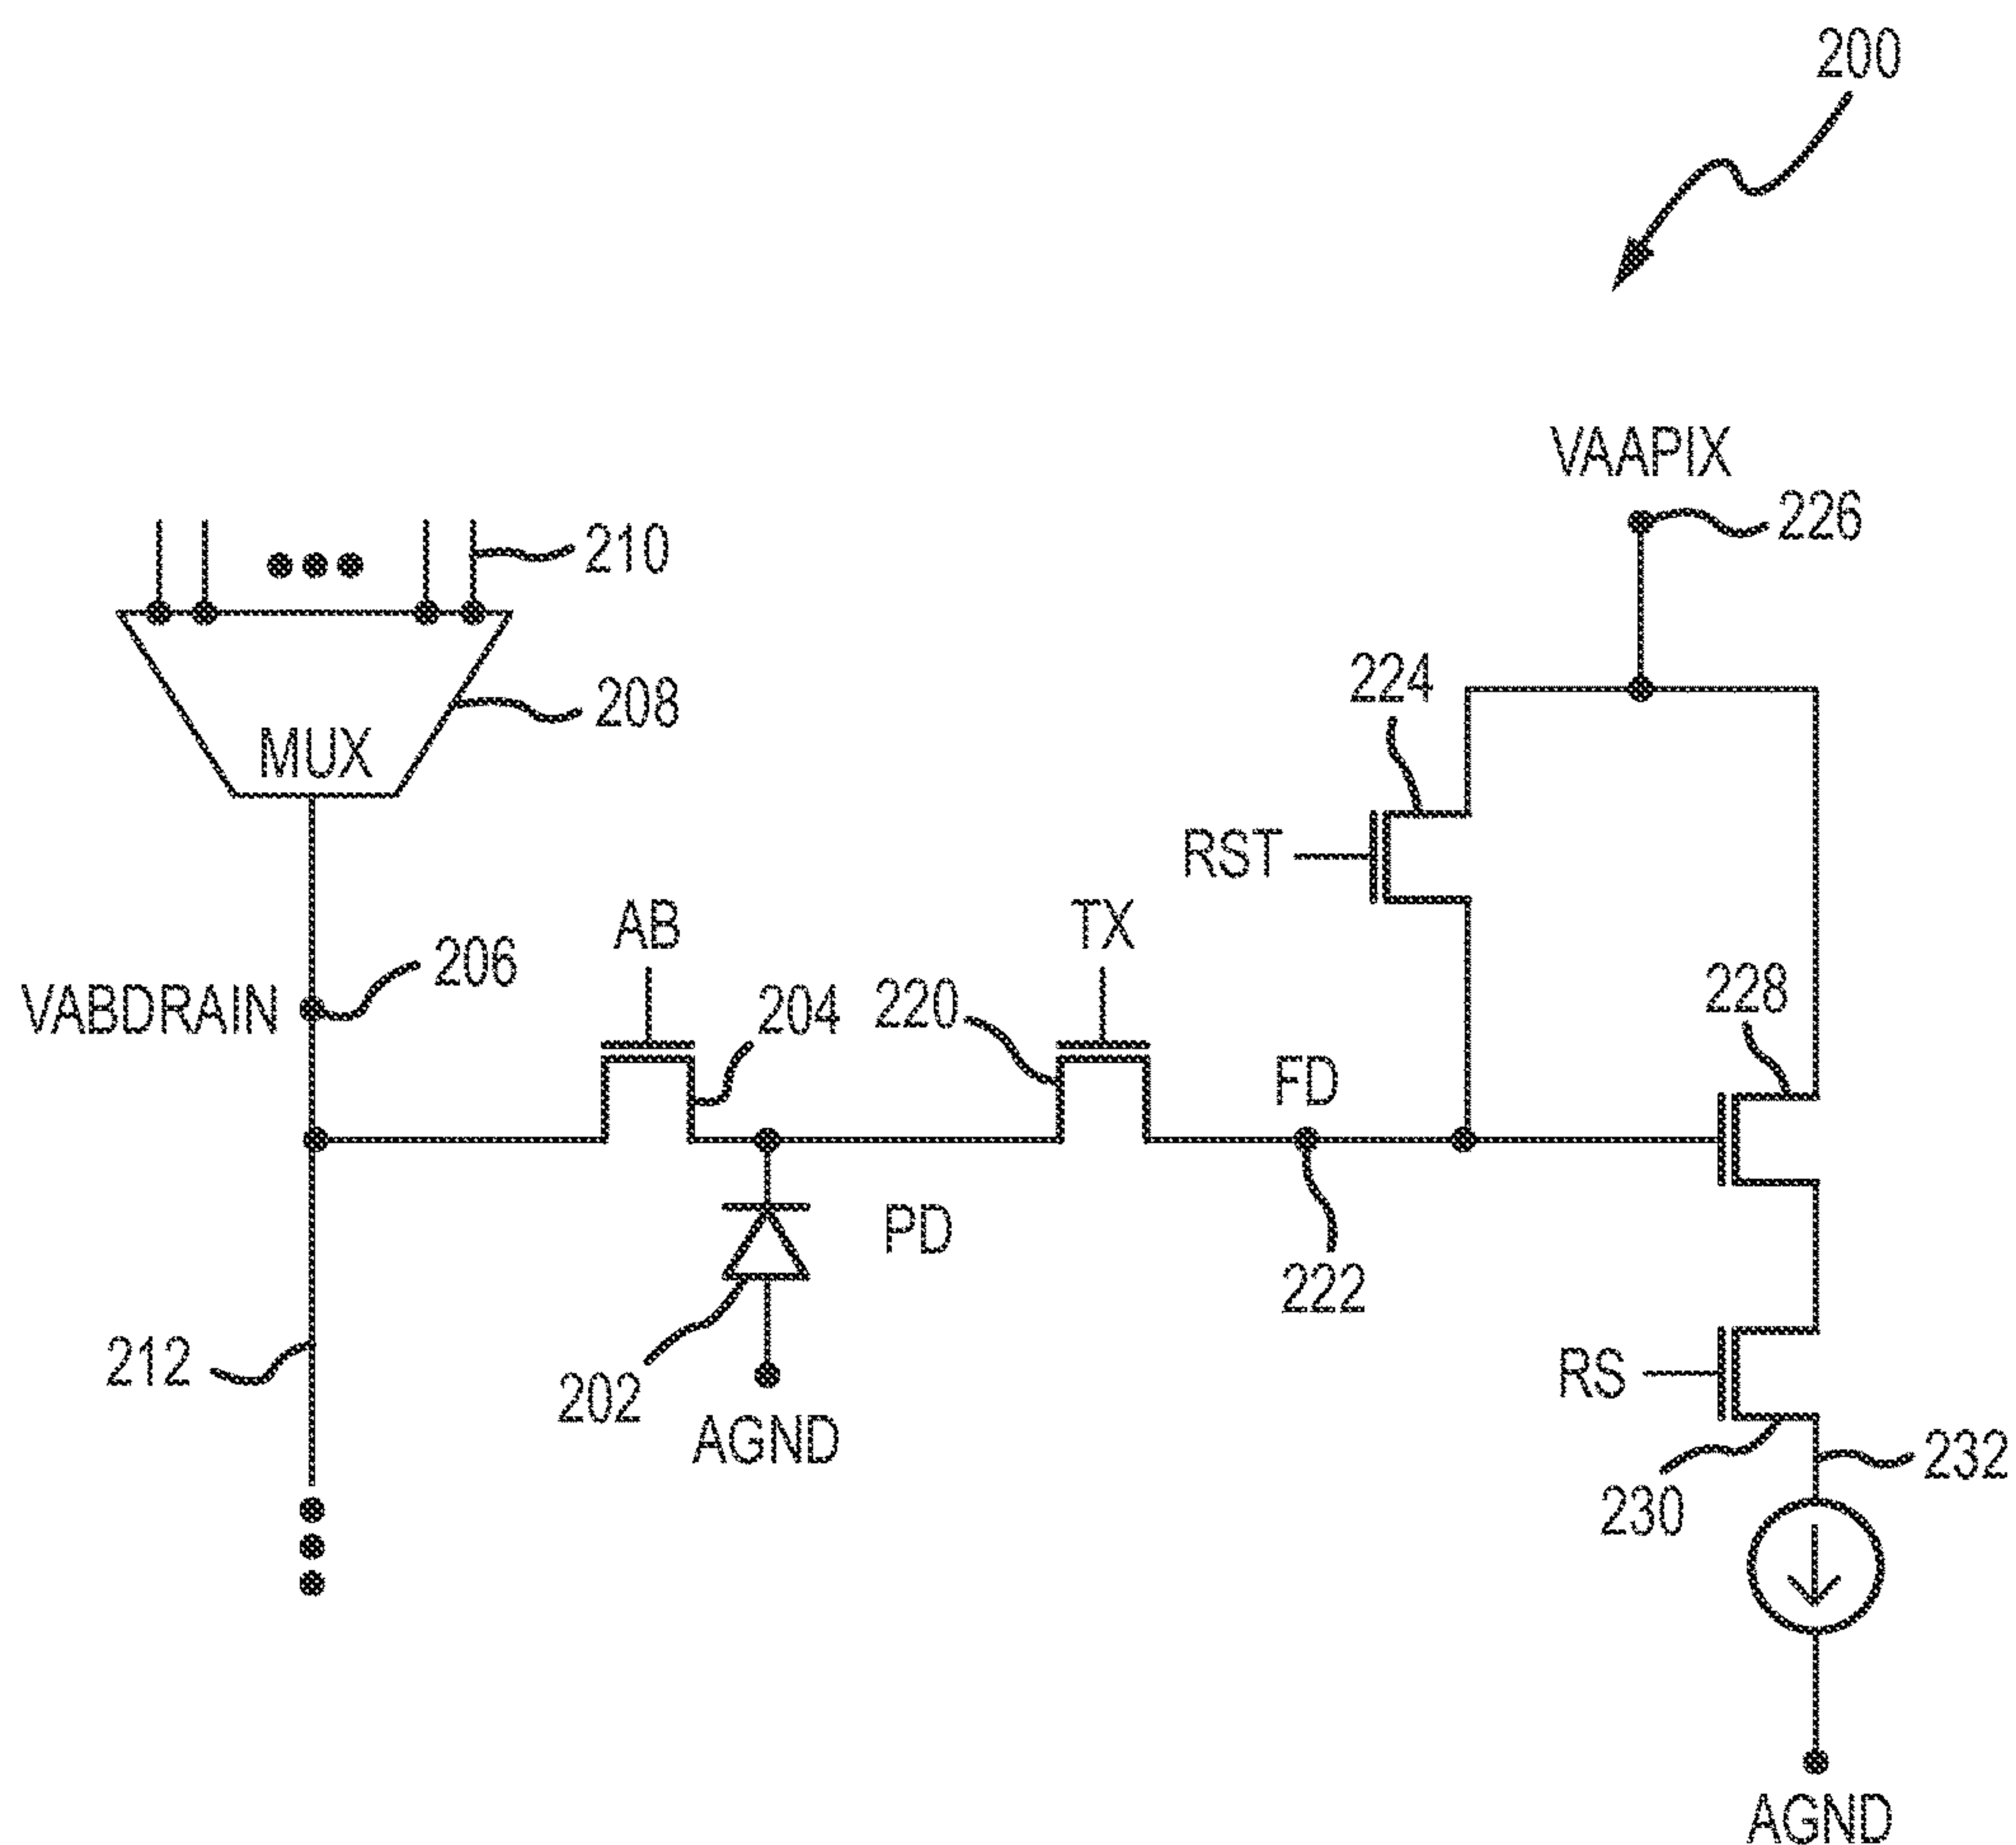 200
VAAPIX
226
210
224
208
MUX
RST
AB
TX
206
VABDRAIN
204
220
228
FD
PD
222
212
202
AGND
RS
232
230
AGND